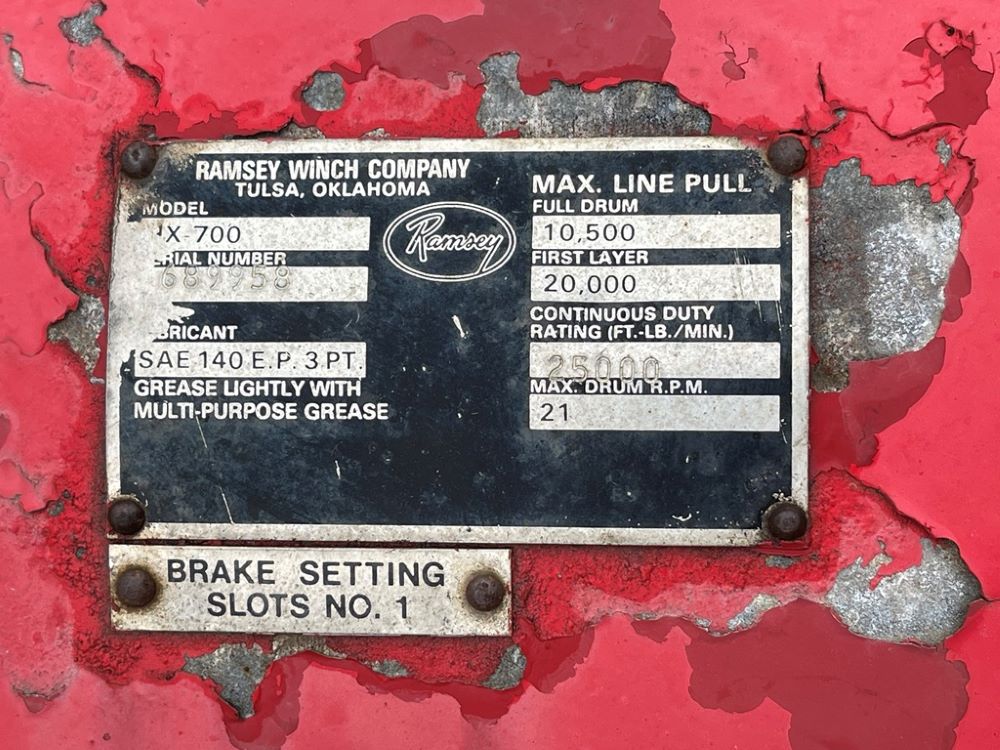 RAMSEY WINCH COMPANY
TULSA, OKLAHOMA
MODEL
X-700
RIAL NUMBER
689958
BRICANT
SAE 140 E.P. 3 PT.
GREASE LIGHTLY WITH
MULTI-PURPOSE GREASE
Ramsey
MAX. LINE PULL
FULL DRUM
10,500
FIRST LAYER
20,000
CONTINUOUS DUTY
RATING (FT.-LB./MIN.)
25000
MAX. DRUM R.P.M.
21
BRAKE SETTING
SLOTS NO. 1